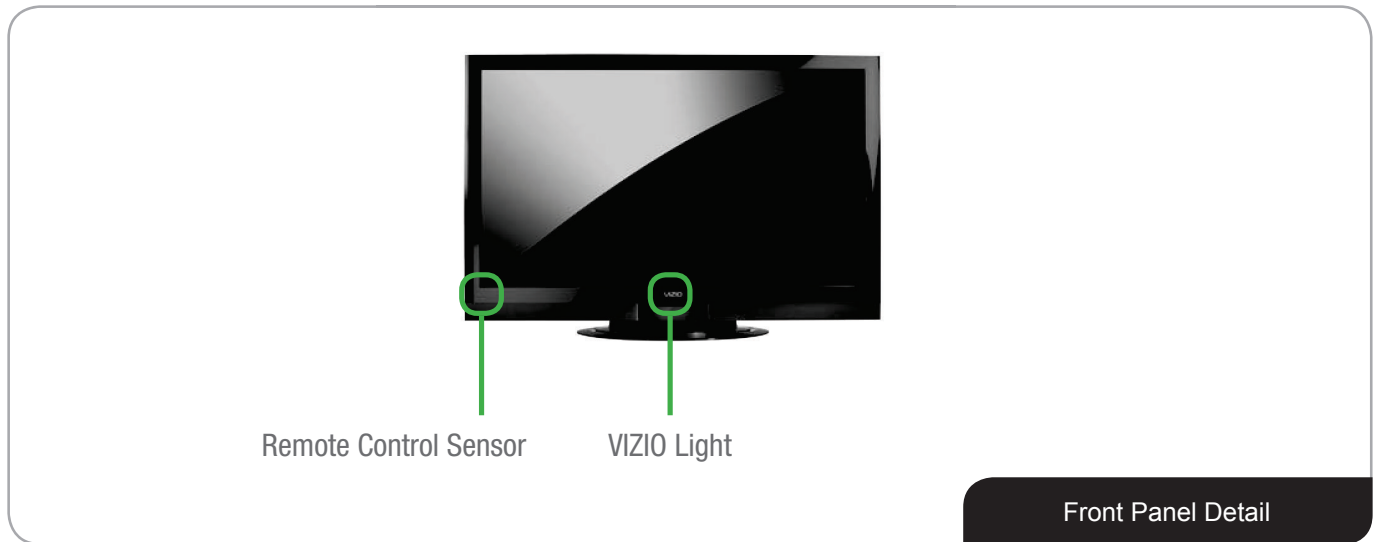 VIZIO
Remote Control Sensor
VIZIO Light
Front Panel Detail